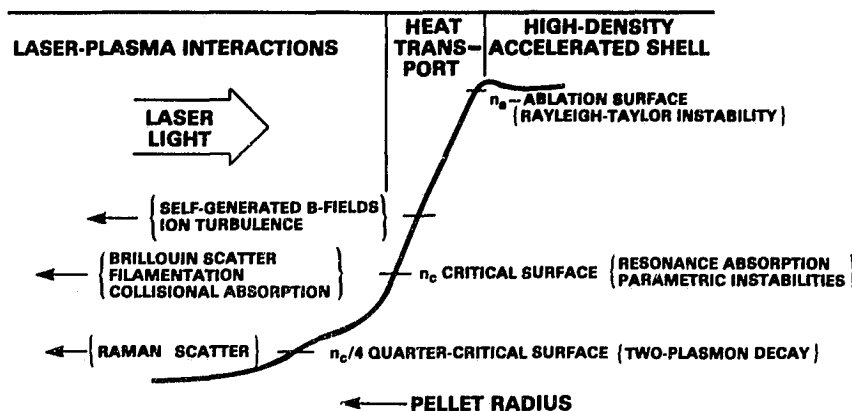 LASER-PLASMA INTERACTIONS
HEAT
TRANS-
PORT
HIGH-DENSITY
ACCELERATED SHELL
LASER
LIGHT
na – ABLATION SURFACE
{RAYLEIGH-TAYLOR INSTABILITY}
SELF-GENERATED B-FIELDS
ION TURBULENCE
BRILLOUIN SCATTER
FILAMENTATION
COLLISIONAL ABSORPTION
nc CRITICAL SURFACE
RESONANCE ABSORPTION
PARAMETRIC INSTABILITIES
{RAMAN SCATTER}
nc/4 QUARTER-CRITICAL SURFACE {TWO-PLASMON DECAY}
PELLET RADIUS